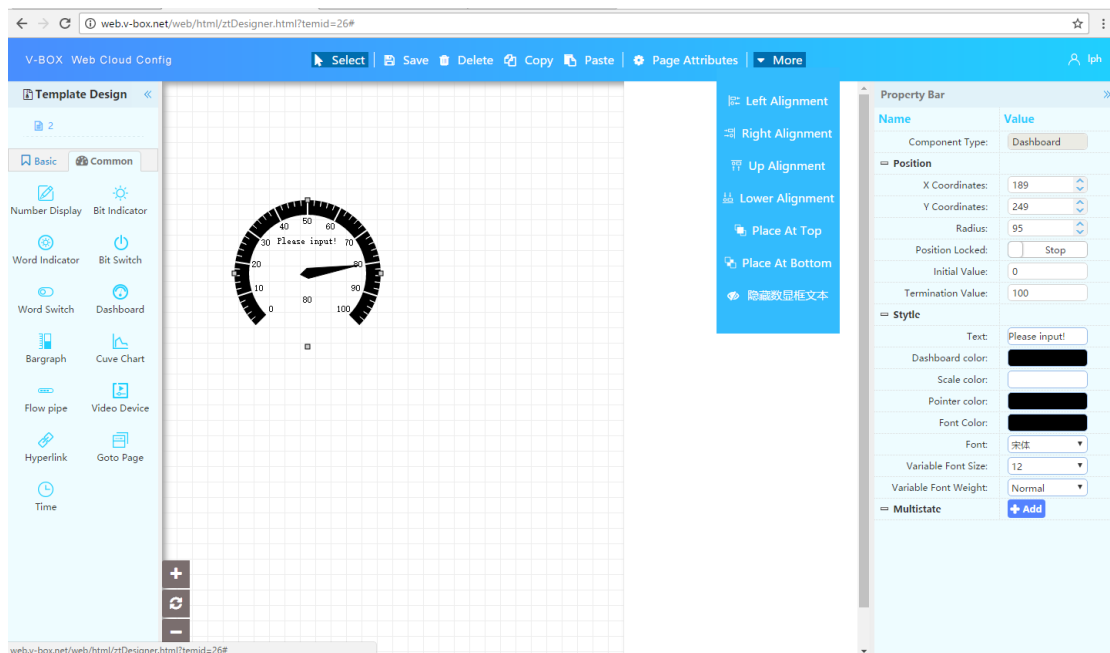 web.v-box.net/web/html/ztDesigner.html?temid=26#
V-BOX Web Cloud Config
Select
Save
Delete
Copy
Paste
Page Attributes
More
lph
Template Design
2
Basic
Common
Number Display
Bit Indicator
Word Indicator
Bit Switch
Word Switch
Dashboard
Bargraph
Cuve Chart
Flow pipe
Video Device
Hyperlink
Goto Page
Time
0
10
20
30
40
50
60
70
80
90
100
Please input!
80
Left Alignment
Right Alignment
Up Alignment
Lower Alignment
Place At Top
Place At Bottom
隐藏数显框文本
Property Bar
Name Value
Component Type: Dashboard
Position
X Coordinates: 189
Y Coordinates: 249
Radius: 95
Position Locked: Stop
Initial Value: 0
Termination Value: 100
Stytle
Text: Please input!
Dashboard color:
Scale color:
Pointer color:
Font Color:
Font: 宋体
Variable Font Size: 12
Variable Font Weight: Normal
Multistate Add
web.v-box.net/web/html/ztDesigner.html?temid=26#